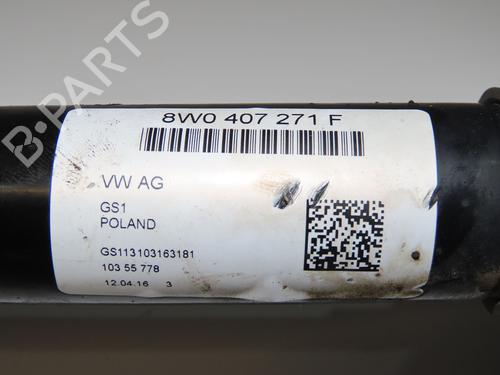 8W0 407 271 F
VW AG
GS1
POLAND
GS113103163181
103 55 778
12.04.16 3
B-PARTS